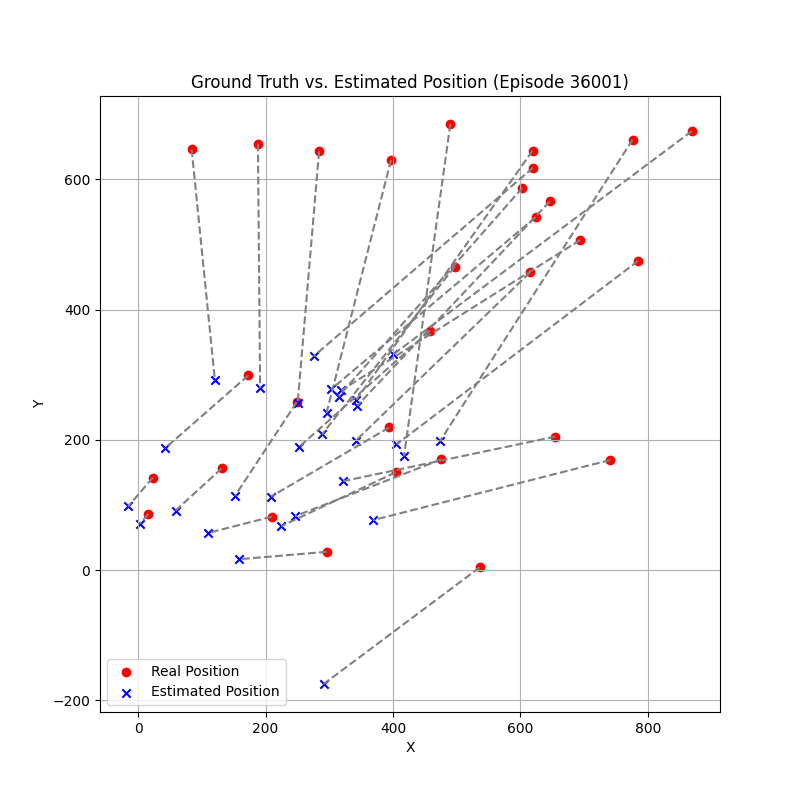 Ground Truth vs. Estimated Position (Episode 36001)
Y
600
400
200
0
−200
Real Position
Estimated Position
0 200 400 600 800
X